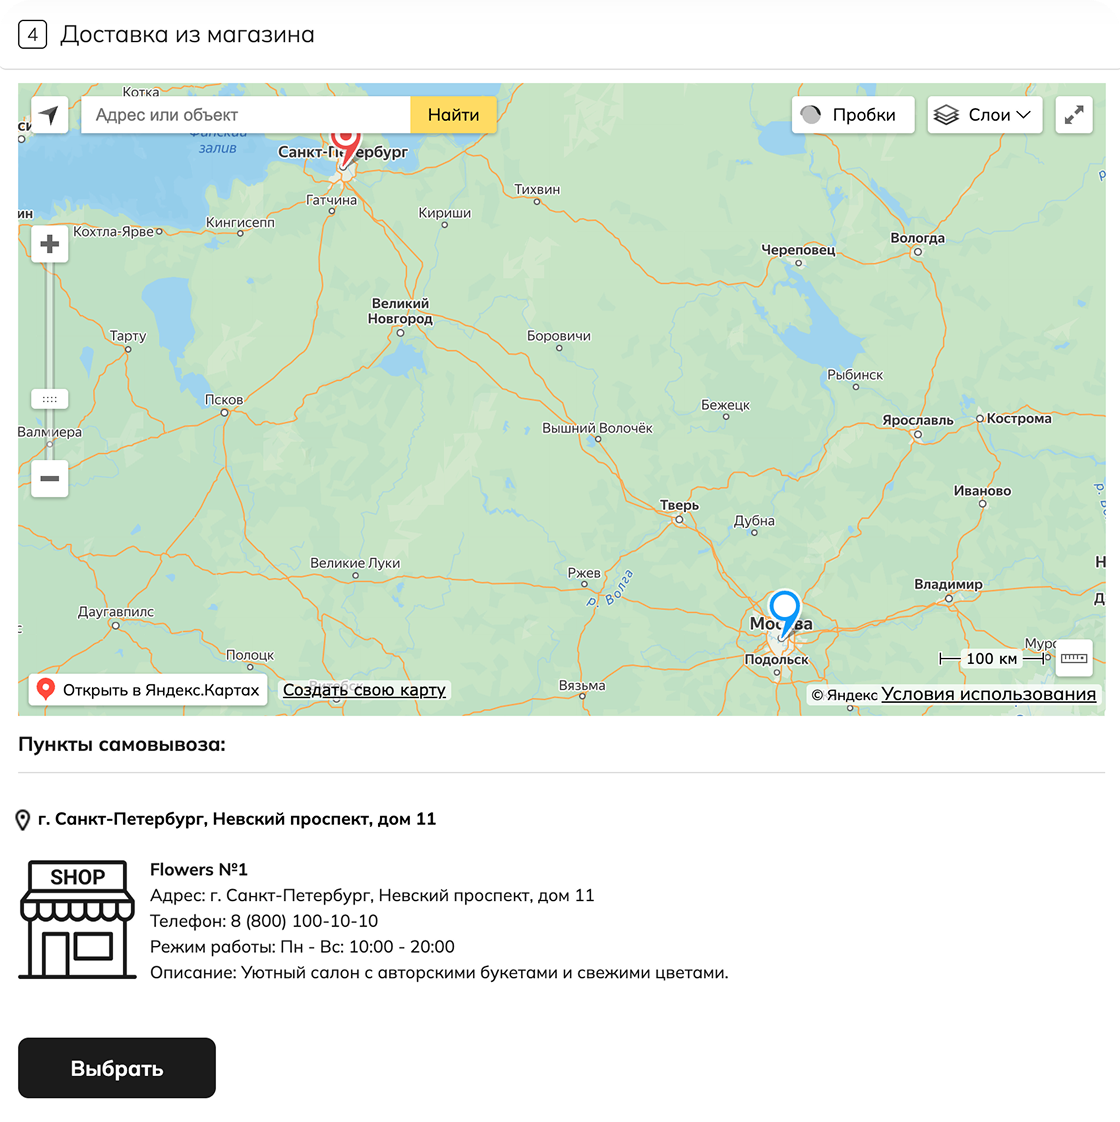 4 Доставка из магазина
Котка
Адрес или объект
Найти
Пробки
Слои
Финский
залив
Санкт-Петербург
Тихвин
Гатчина
Кириши
Кингисепп
Кохтла-Ярве
Вологда
Череповец
Великий
Новгород
Тарту
Боровичи
Рыбинск
Псков
Бежецк
Ярославль
Кострома
Вышний Волочёк
Валмиера
Иваново
Тверь
Дубна
Великие Луки
Ржев
р. Волга
Владимир
Даугавпилс
Москва
Полоцк
Подольск
100 км
Вязьма
Открыть в Яндекс.Картах
Создать свою карту
© Яндекс Условия использования
Пункты самовывоза:
г. Санкт-Петербург, Невский проспект, дом 11
SHOP
Flowers №1
Адрес: г. Санкт-Петербург, Невский проспект, дом 11
Телефон: 8 (800) 100-10-10
Режим работы: Пн - Вс: 10:00 - 20:00
Описание: Уютный салон с авторскими букетами и свежими цветами.
Выбрать